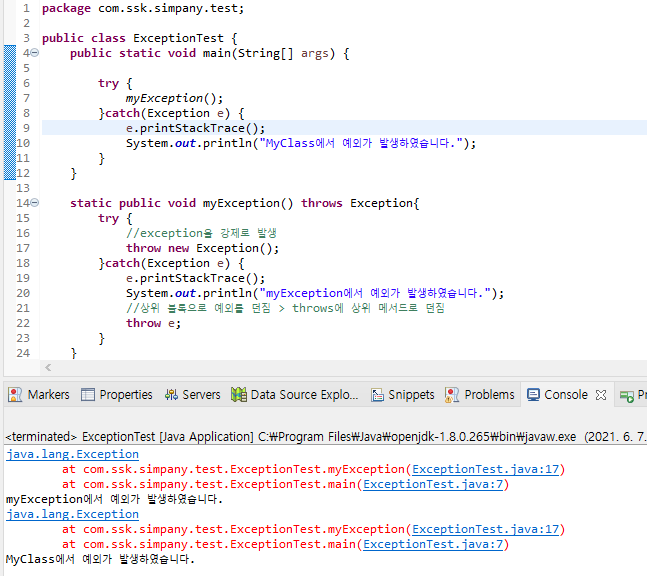 1 package com.ssk.simpany.test;
2
3 public class ExceptionTest {
4 public static void main(String[] args) {
5
6 try {
7 myException();
8 }catch(Exception e) {
9 e.printStackTrace();
10 System.out.println("MyClass에서 예외가 발생하였습니다.");
11 }
12 }
13
14 static public void myException() throws Exception{
15 try {
16 //exception을 강제로 발생
17 throw new Exception();
18 }catch(Exception e) {
19 e.printStackTrace();
20 System.out.println("myException에서 예외가 발생하였습니다.");
21 //상위 블록으로 예외를 던짐 > throws에 상위 메서드로 던짐
22 throw e;
23 }
24 }
Markers Properties Servers Data Source Explo... Snippets Problems Console Pr
<terminated> ExceptionTest [Java Application] C:₩Program Files₩Java₩openjdk-1.8.0.265₩bin₩javaw.exe (2021. 6. 7.
java.lang.Exception
at com.ssk.simpany.test.ExceptionTest.myException(ExceptionTest.java:17)
at com.ssk.simpany.test.ExceptionTest.main(ExceptionTest.java:7)
myException에서 예외가 발생하였습니다.
java.lang.Exception
at com.ssk.simpany.test.ExceptionTest.myException(ExceptionTest.java:17)
at com.ssk.simpany.test.ExceptionTest.main(ExceptionTest.java:7)
MyClass에서 예외가 발생하였습니다.